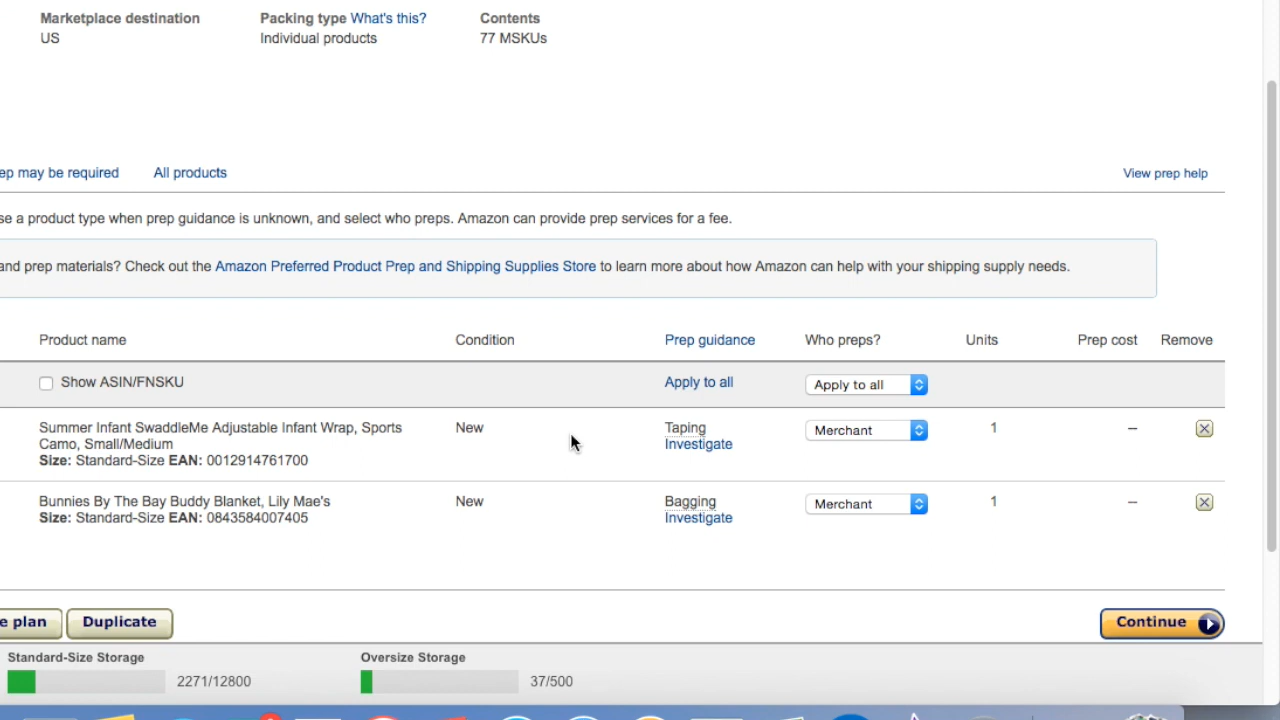 Marketplace destination
Packing type What's this?
Contents
US
Individual products
77 MSKUs
ep may be required
All products
View prep help
se a product type when prep guidance is unknown, and select who preps. Amazon can provide prep services for a fee.
and prep materials? Check out the Amazon Preferred Product Prep and Shipping Supplies Store to learn more about how Amazon can help with your shipping supply needs.
Product name
Condition
Prep guidance
Who preps?
Units
Prep cost
Remove
Show ASIN/FNSKU
Apply to all
Apply to all
Summer Infant SwaddleMe Adjustable Infant Wrap, Sports
Camo, Small/Medium
Size: Standard-Size EAN: 0012914761700
New
Taping
Investigate
Merchant
1
–
Bunnies By The Bay Buddy Blanket, Lily Mae's
Size: Standard-Size EAN: 0843584007405
New
Bagging
Investigate
Merchant
1
–
e plan
Duplicate
Continue
Standard-Size Storage
2271/12800
Oversize Storage
37/500